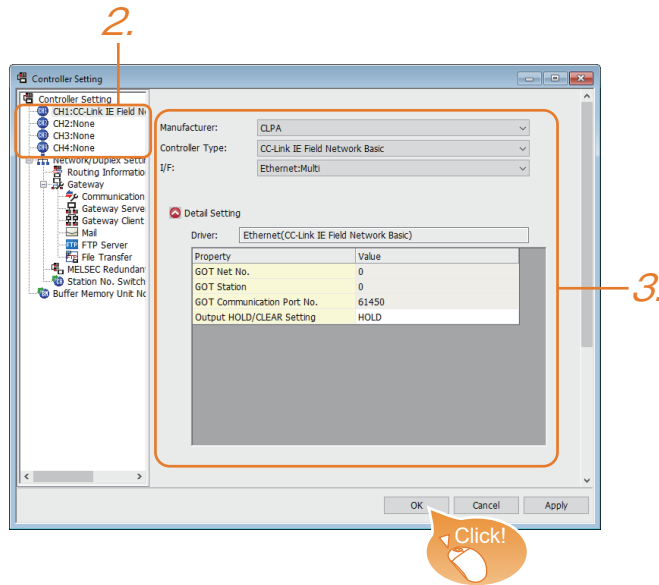 2.
Controller Setting
Controller Setting
CH1:CC-Link IE Field N
CH2:None
CH3:None
CH4:None
Network/Duplex Setti
Routing Informatio
Gateway
Communication
Gateway Serve
Gateway Client
Mail
FTP Server
File Transfer
MELSEC Redundan
Station No. Switch
Buffer Memory Unit No
Manufacturer: CLPA
Controller Type: CC-Link IE Field Network Basic
I/F: Ethernet:Multi
Detail Setting
Driver: Ethernet(CC-Link IE Field Network Basic)
Property Value
GOT Net No. 0
GOT Station 0
GOT Communication Port No. 61450
Output HOLD/CLEAR Setting HOLD
3.
OK Cancel Apply
Click!